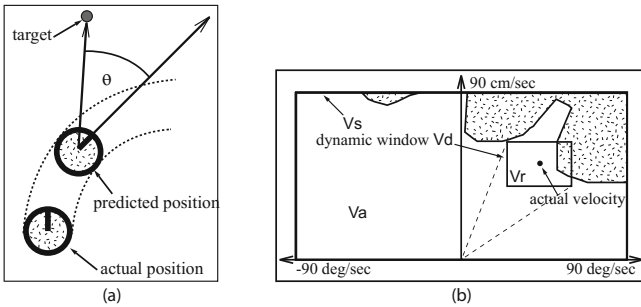 target
θ
predicted position
actual position
(a)
90 cm/sec
Vs
dynamic window Vd
Vr
actual velocity
Va
-90 deg/sec
90 deg/sec
(b)